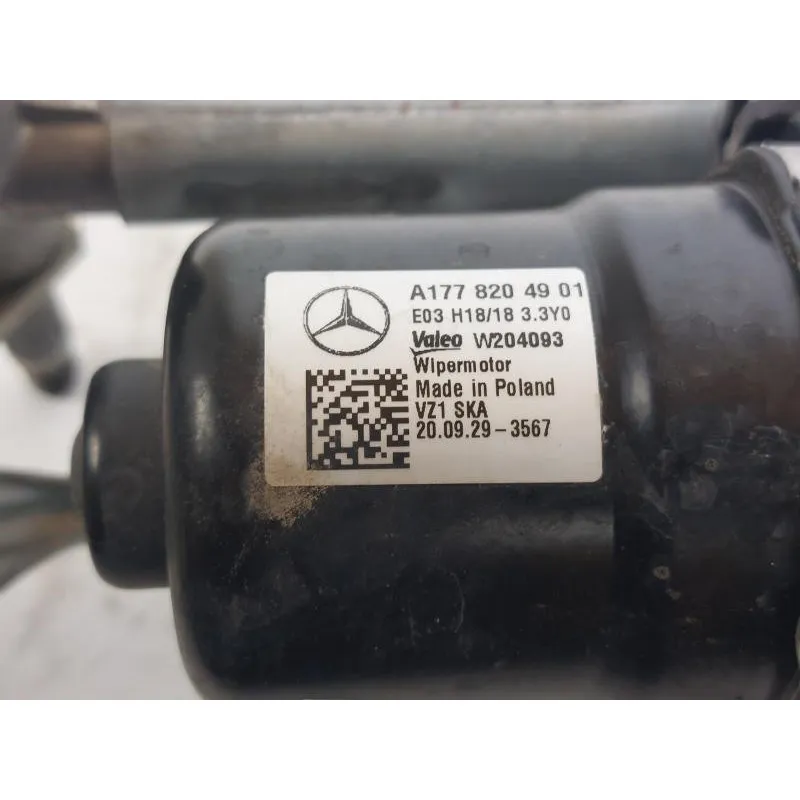 A177 820 49 01
E03 H18/18 3.3Y0
Valeo W204093
Wipermotor
Made in Poland
VZ1 SKA
20.09.29-3567